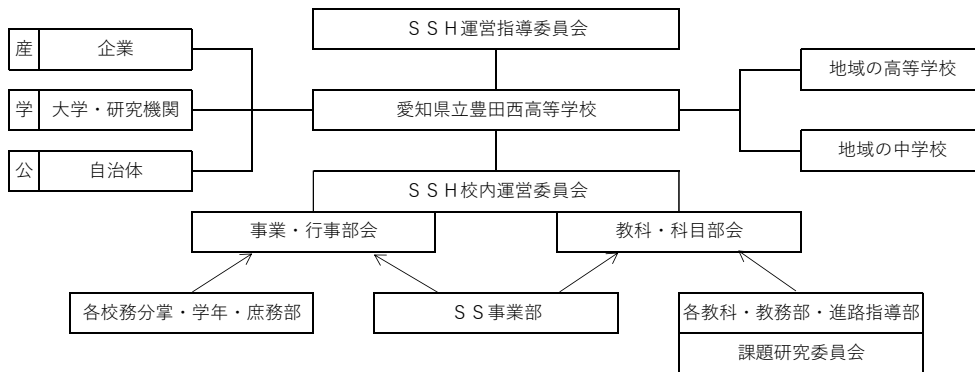 ＳＳＨ運営指導委員会
産 企業
地域の高等学校
学 大学・研究機関
愛知県立豊田西高等学校
地域の中学校
公 自治体
ＳＳＨ校内運営委員会
事業・行事部会
教科・科目部会
各校務分掌・学年・庶務部
ＳＳ事業部
各教科・教務部・進路指導部
課題研究委員会